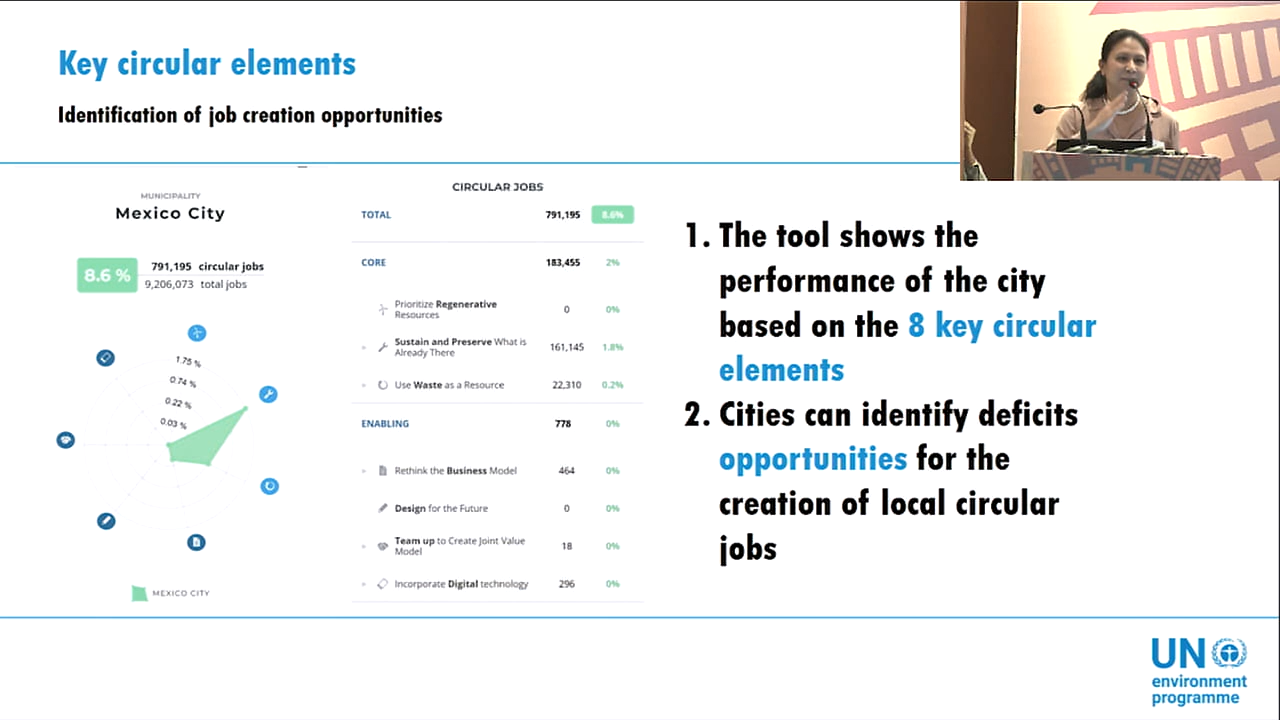 Key circular elements
Identification of job creation opportunities
MUNICIPALITY
Mexico City
8.6 %
791,195 circular jobs
9,206,073 total jobs
1.75 %
0.74 %
0.22 %
0.03 %
MEXICO CITY
CIRCULAR JOBS
TOTAL 791,195 8.6%
CORE 183,455 2%
Prioritize Regenerative
Resources 0 0%
Sustain and Preserve What is
Already There 161,145 1.8%
Use Waste as a Resource 22,310 0.2%
ENABLING 778 0%
Rethink the Business Model 464 0%
Design for the Future 0 0%
Team up to Create Joint Value
Model 18 0%
Incorporate Digital technology 296 0%
1. The tool shows the
performance of the city
based on the 8 key circular
elements
2. Cities can identify deficits
opportunities for the
creation of local circular
jobs
UN
environment
programme